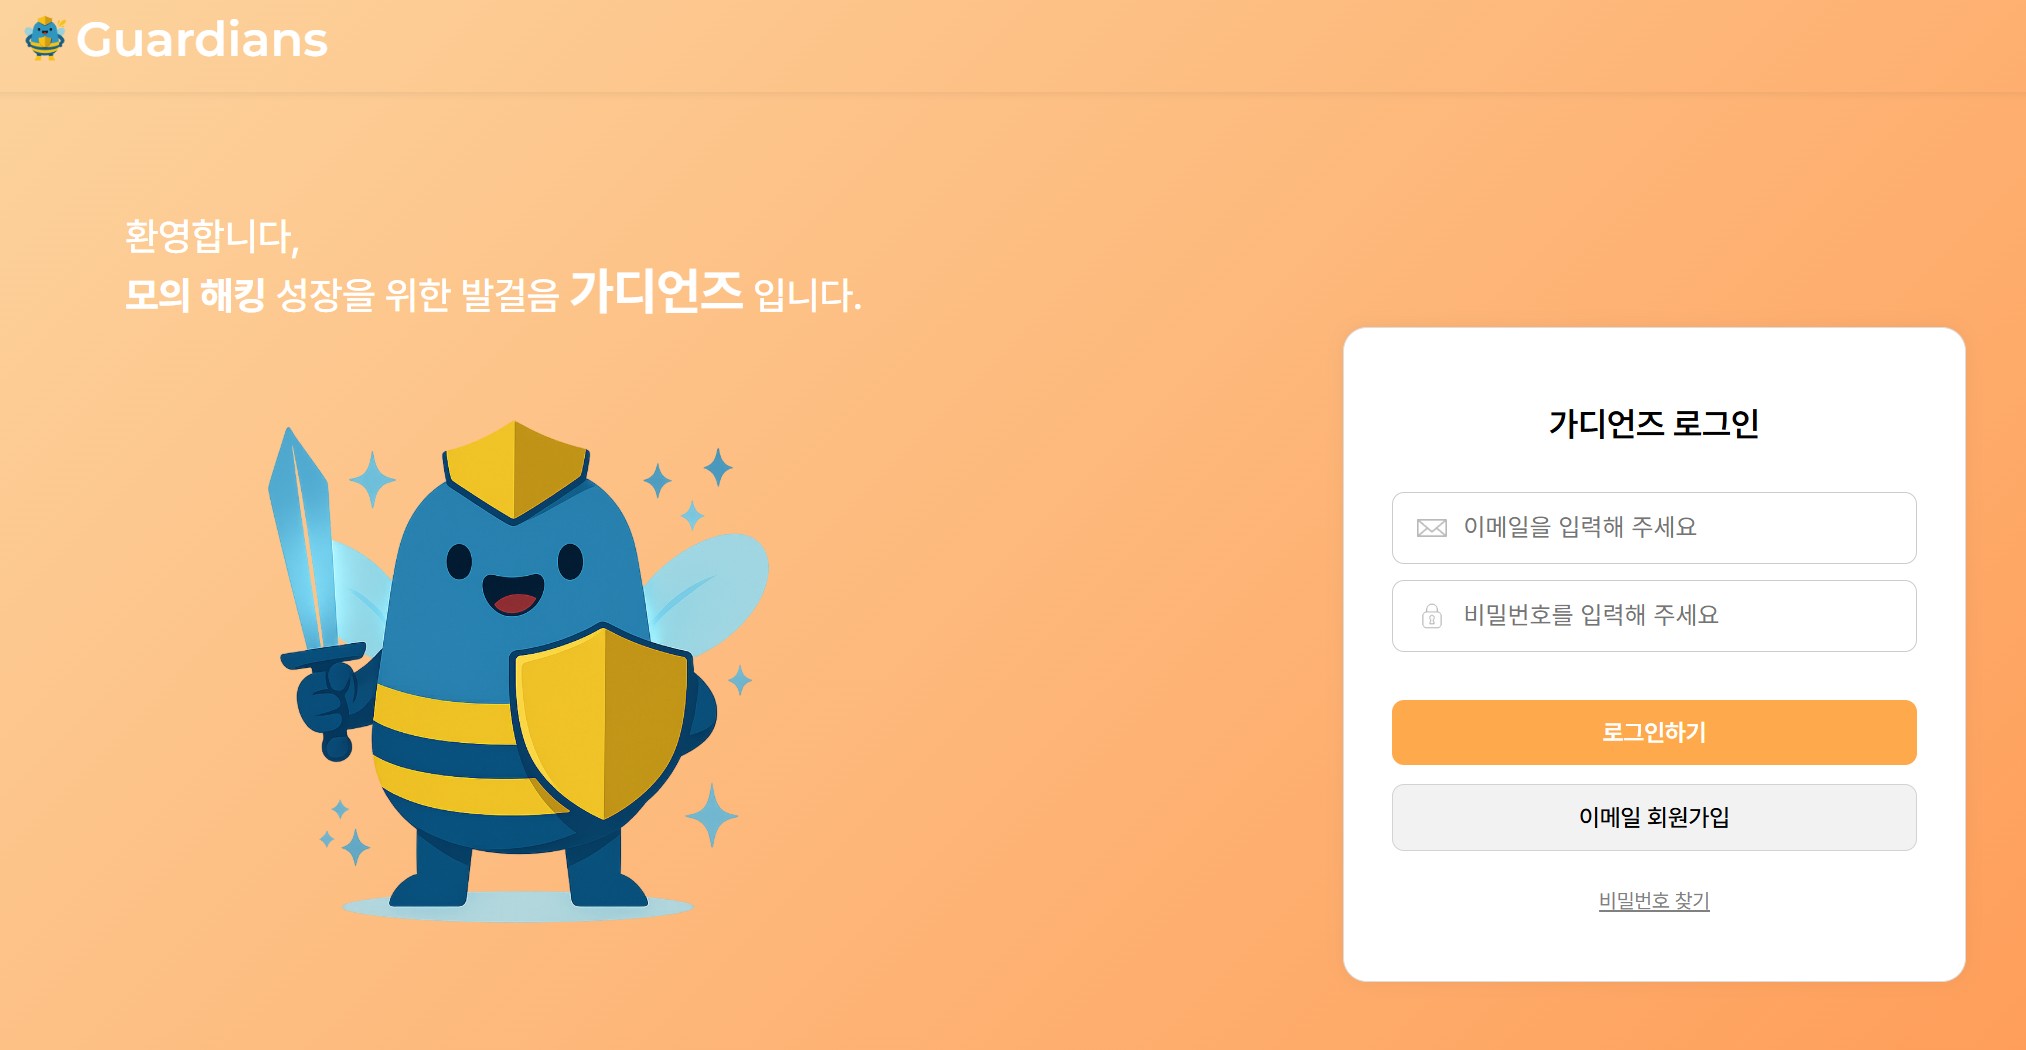 Guardians
환영합니다,
모의 해킹 성장을 위한 발걸음 가디언즈 입니다.
가디언즈 로그인
이메일을 입력해 주세요
비밀번호를 입력해 주세요
로그인하기
이메일 회원가입
비밀번호 찾기